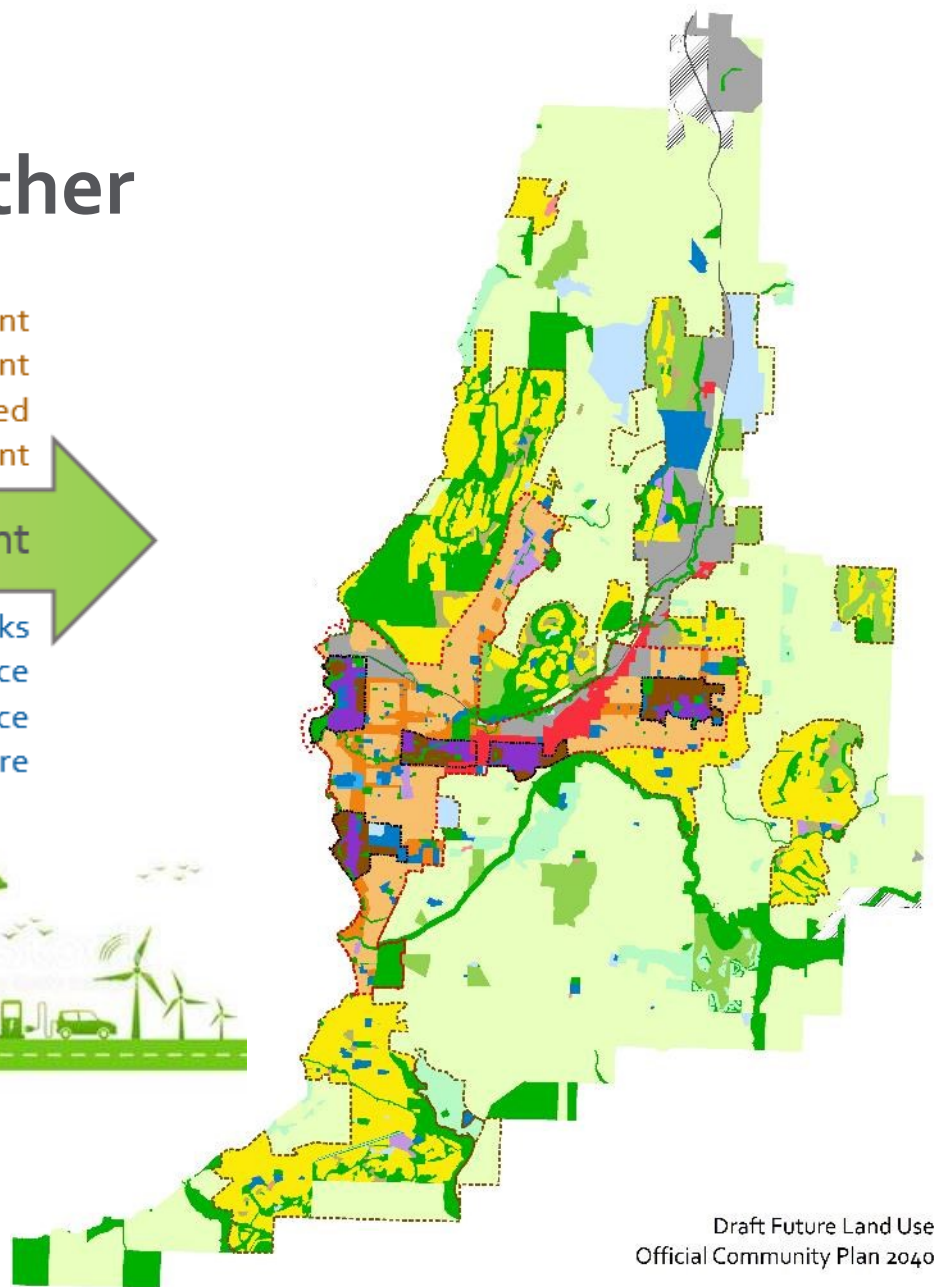 ther
nt
nt
ed
nt
nt
ks
ce
ce
re
Draft Future Land Use
Official Community Plan 2040